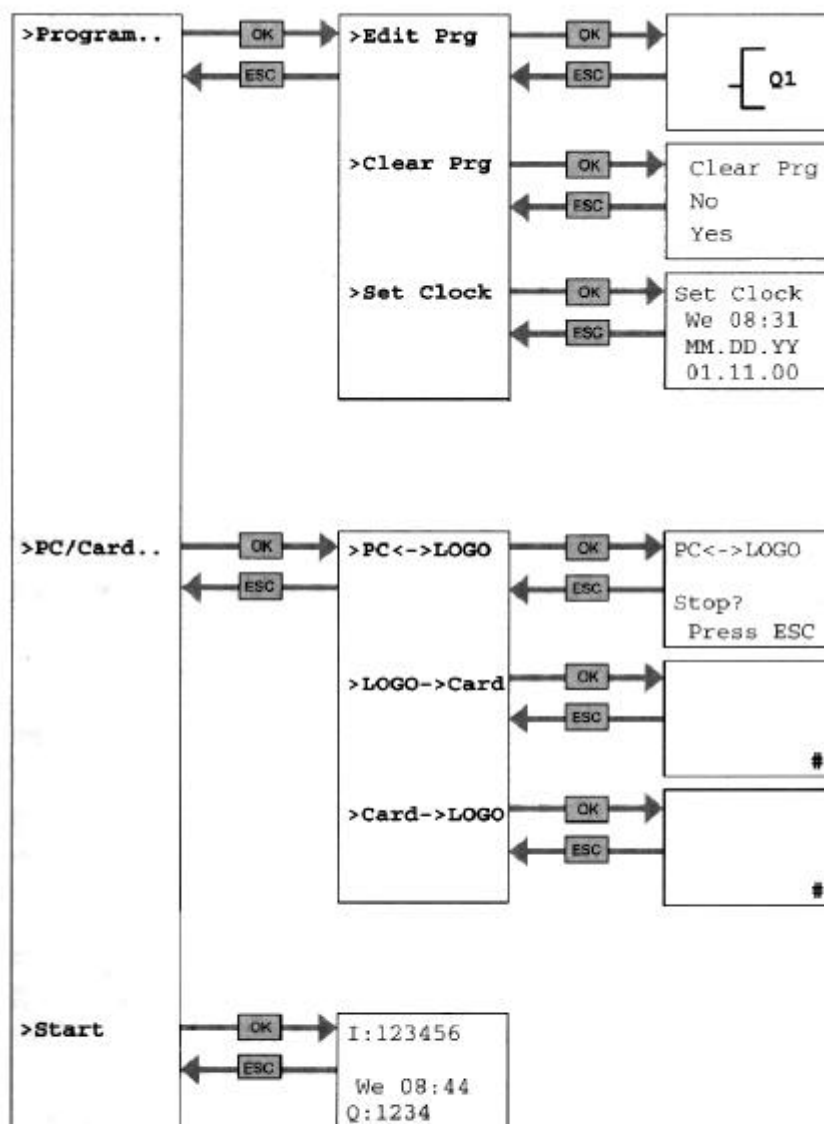 >Program..
OK
ESC
>Edit Prg
OK
ESC
Q1
>Clear Prg
OK
ESC
Clear Prg
No
Yes
>Set Clock
OK
ESC
Set Clock
We 08:31
MM.DD.YY
01.11.00
>PC/Card..
OK
ESC
>PC<->LOGO
OK
ESC
PC<->LOGO
Stop?
Press ESC
>LOGO->Card
OK
ESC
#
>Card->LOGO
OK
ESC
#
>Start
OK
ESC
I:123456
We 08:44
Q:1234